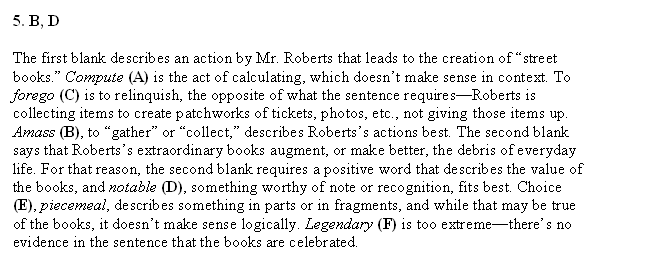 5. B, D
The first blank describes an action by Mr. Roberts that leads to the creation of “street
books.” Compute (A) is the act of calculating, which doesn’t make sense in context. To
forego (C) is to relinquish, the opposite of what the sentence requires—Roberts is
collecting items to create patchworks of tickets, photos, etc., not giving those items up.
Amass (B), to “gather” or “collect,” describes Roberts’s actions best. The second blank
says that Roberts’s extraordinary books augment, or make better, the debris of everyday
life. For that reason, the second blank requires a positive word that describes the value of
the books, and notable (D), something worthy of note or recognition, fits best. Choice
(E), piecemeal, describes something in parts or in fragments, and while that may be true
of the books, it doesn’t make sense logically. Legendary (F) is too extreme—there’s no
evidence in the sentence that the books are celebrated.